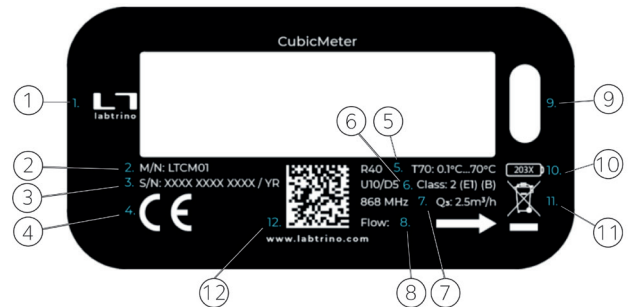 CubicMeter
6 5
1 1. labtrino 9. 9
2 2. M/N: LTCM01 R40 5. T70: 0.1°C...70°C 203X 10. 10
3 3. S/N: XXXX XXXX XXXX / YR U10/D5 6. Class: 2 (E1) (B)
4 4. CE 868 MHz 7. Q₃: 2.5m³/h 11. 11
12. Flow: 8.
www.labtrino.com
12 8 7